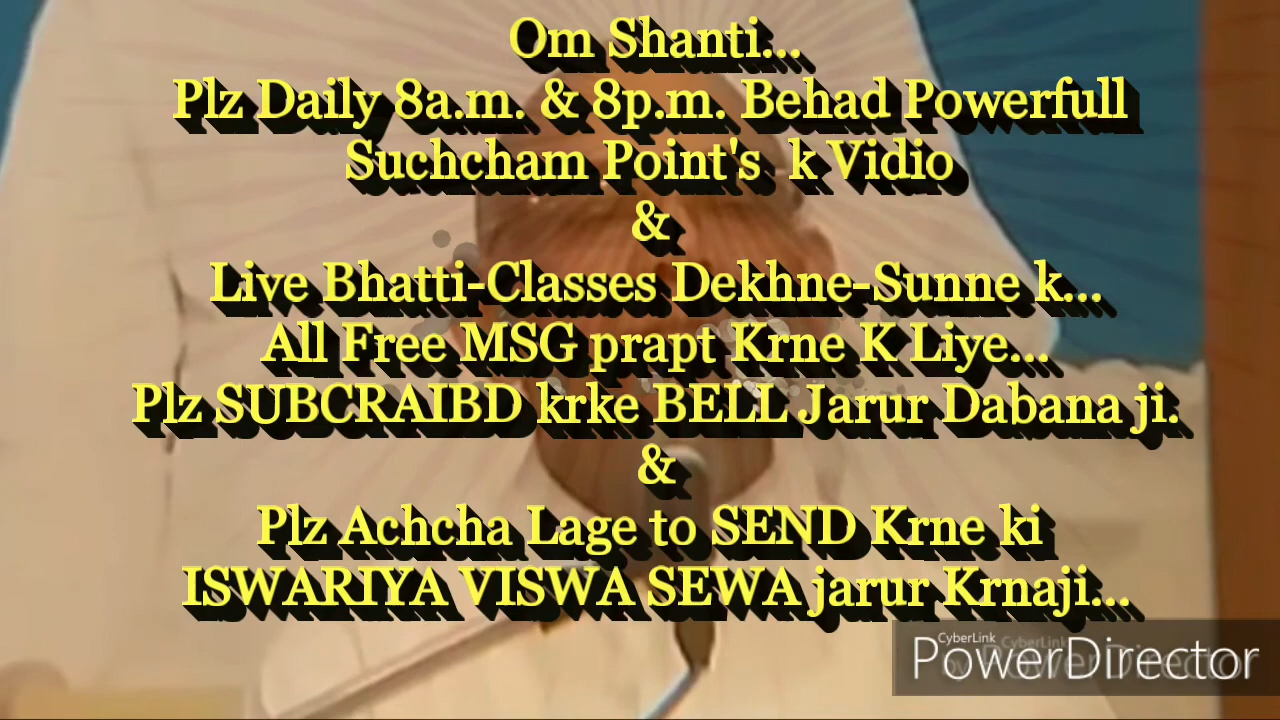 Om Shanti...
Plz Daily 8a.m. & 8p.m. Behad Powerfull
Suchcham Point's k Vidio
&
Live Bhatti-Classes Dekhne-Sunne k...
All Free MSG prapt Krne K Liye...
Plz SUBCRAIBD krke BELL Jarur Dabana ji.
&
Plz Achcha Lage to SEND Krne ki
ISWARIYA VISWA SEWA jarur Krnaji...
CyberLink
PowerDirector